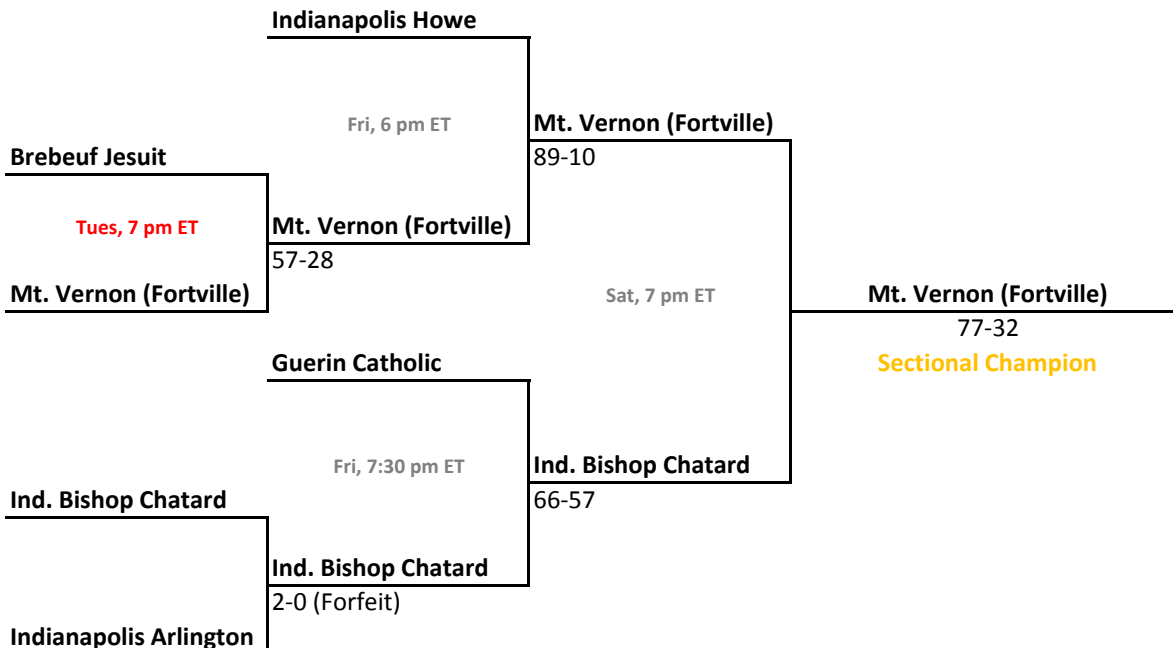 Indianapolis Howe
Fri, 6 pm ET
Mt. Vernon (Fortville)
Brebeuf Jesuit
89-10
Tues, 7 pm ET
Mt. Vernon (Fortville)
57-28
Mt. Vernon (Fortville)
Sat, 7 pm ET
Mt. Vernon (Fortville)
77-32
Guerin Catholic
Sectional Champion
Fri, 7:30 pm ET
Ind. Bishop Chatard
Ind. Bishop Chatard
66-57
Ind. Bishop Chatard
2-0 (Forfeit)
Indianapolis Arlington